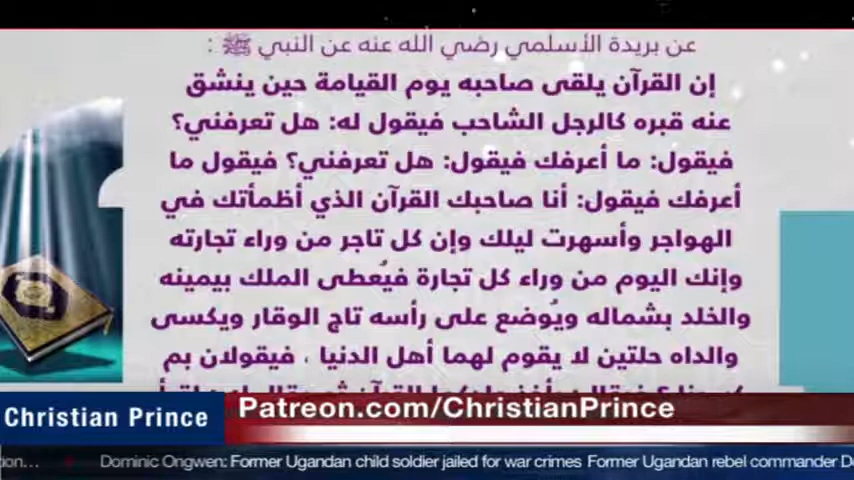 عن بريدة الأسلمي رضي الله عنه عن النبي ﷺ :
إن القرآن يلقى صاحبه يوم القيامة حين ينشق
عنه قبره كالرجل الشاحب فيقول له: هل تعرفني؟
فيقول: ما أعرفك فيقول: هل تعرفني؟ فيقول ما
أعرفك فيقول: أنا صاحبك القرآن الذي أظمأتك في
الهواجر وأسهرت ليلك وإن كل تاجر من وراء تجارته
وإنك اليوم من وراء كل تجارة فيُعطى الملك بيمينه
والخلد بشماله ويُوضع على رأسه تاج الوقار ويكسى
والداه حلتين لا يقوم لهما أهل الدنيا ، فيقولان بم
Christian Prince
Patreon.com/ChristianPrince
tion... Dominic Ongwen: Former Ugandan child soldier jailed for war crimes Former Ugandan rebel commander Do